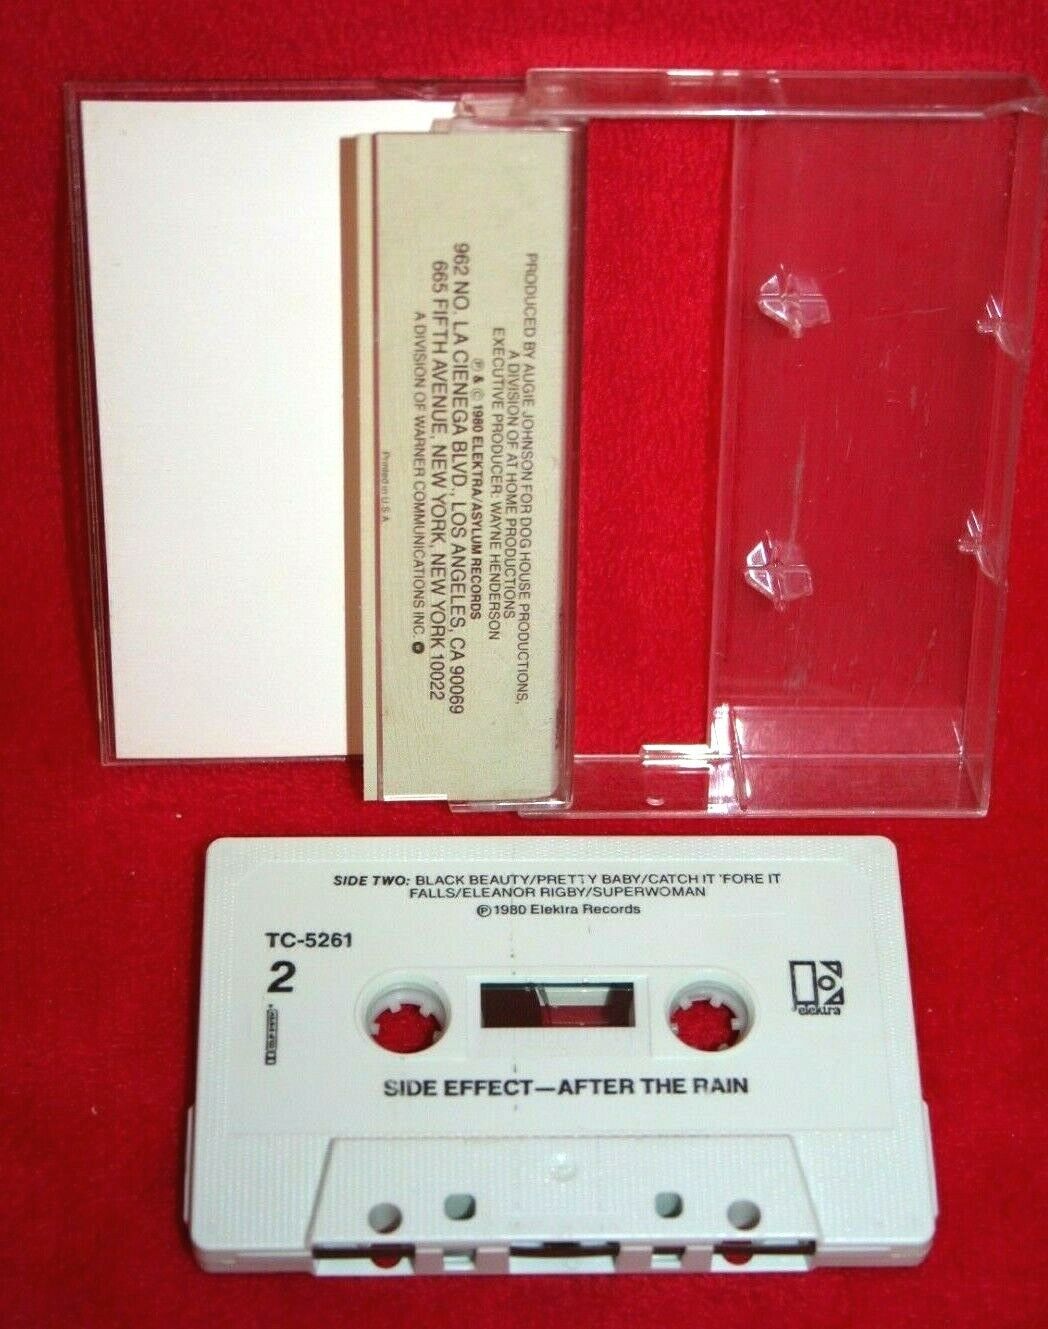 PRODUCED BY AUGIE JOHNSON FOR DOG HOUSE PRODUCTIONS,
A DIVISION OF AT HOME PRODUCTIONS
EXECUTIVE PRODUCER: WAYNE HENDERSON
℗ & © 1980 ELEKTRA/ASYLUM RECORDS
962 NO. LA CIENEGA BLVD., LOS ANGELES, CA 90069
665 FIFTH AVENUE, NEW YORK, NEW YORK 10022
A DIVISION OF WARNER COMMUNICATIONS INC.
Printed in U S A
SIDE TWO: BLACK BEAUTY/PRETTY BABY/CATCH IT 'FORE IT
FALLS/ELEANOR RIGBY/SUPERWOMAN
℗ 1980 Elektra Records
TC-5261
2
elektra
SIDE EFFECT—AFTER THE RAIN